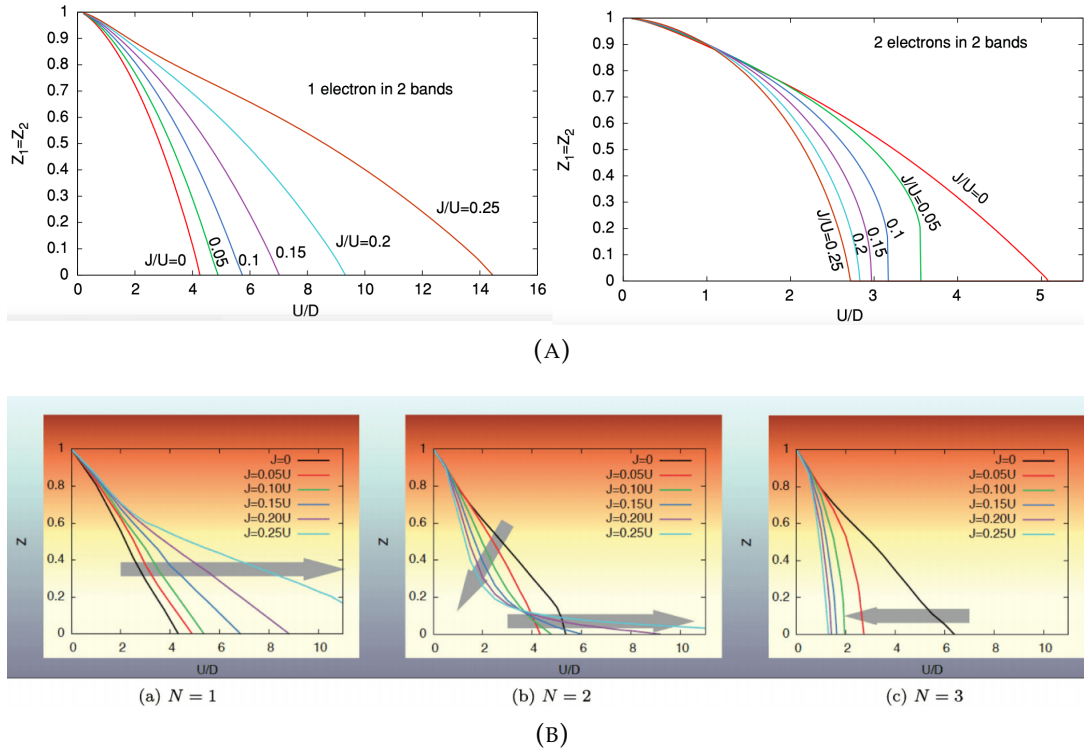 1 electron in 2 bands
Z1=Z2
1
0.9
0.8
0.7
0.6
0.5
0.4
0.3
0.2
0.1
0
J/U=0
0.05
0.1
0.15
J/U=0.2
J/U=0.25
0 2 4 6 8 10 12 14 16
U/D
2 electrons in 2 bands
Z1=Z2
1
0.9
0.8
0.7
0.6
0.5
0.4
0.3
0.2
0.1
0
J/U=0.25
0.2
0.15
0.1
J/U=0.05
J/U=0
0 1 2 3 4 5
U/D
(A)
Z
1
0.8
0.6
0.4
0.2
0
J=0
J=0.05U
J=0.10U
J=0.15U
J=0.20U
J=0.25U
0 2 4 6 8 10
U/D
(a) N = 1
Z
1
0.8
0.6
0.4
0.2
0
J=0
J=0.05U
J=0.10U
J=0.15U
J=0.20U
J=0.25U
0 2 4 6 8 10
U/D
(b) N = 2
Z
1
0.8
0.6
0.4
0.2
0
J=0
J=0.05U
J=0.10U
J=0.15U
J=0.20U
J=0.25U
0 2 4 6 8 10
U/D
(c) N = 3
(B)